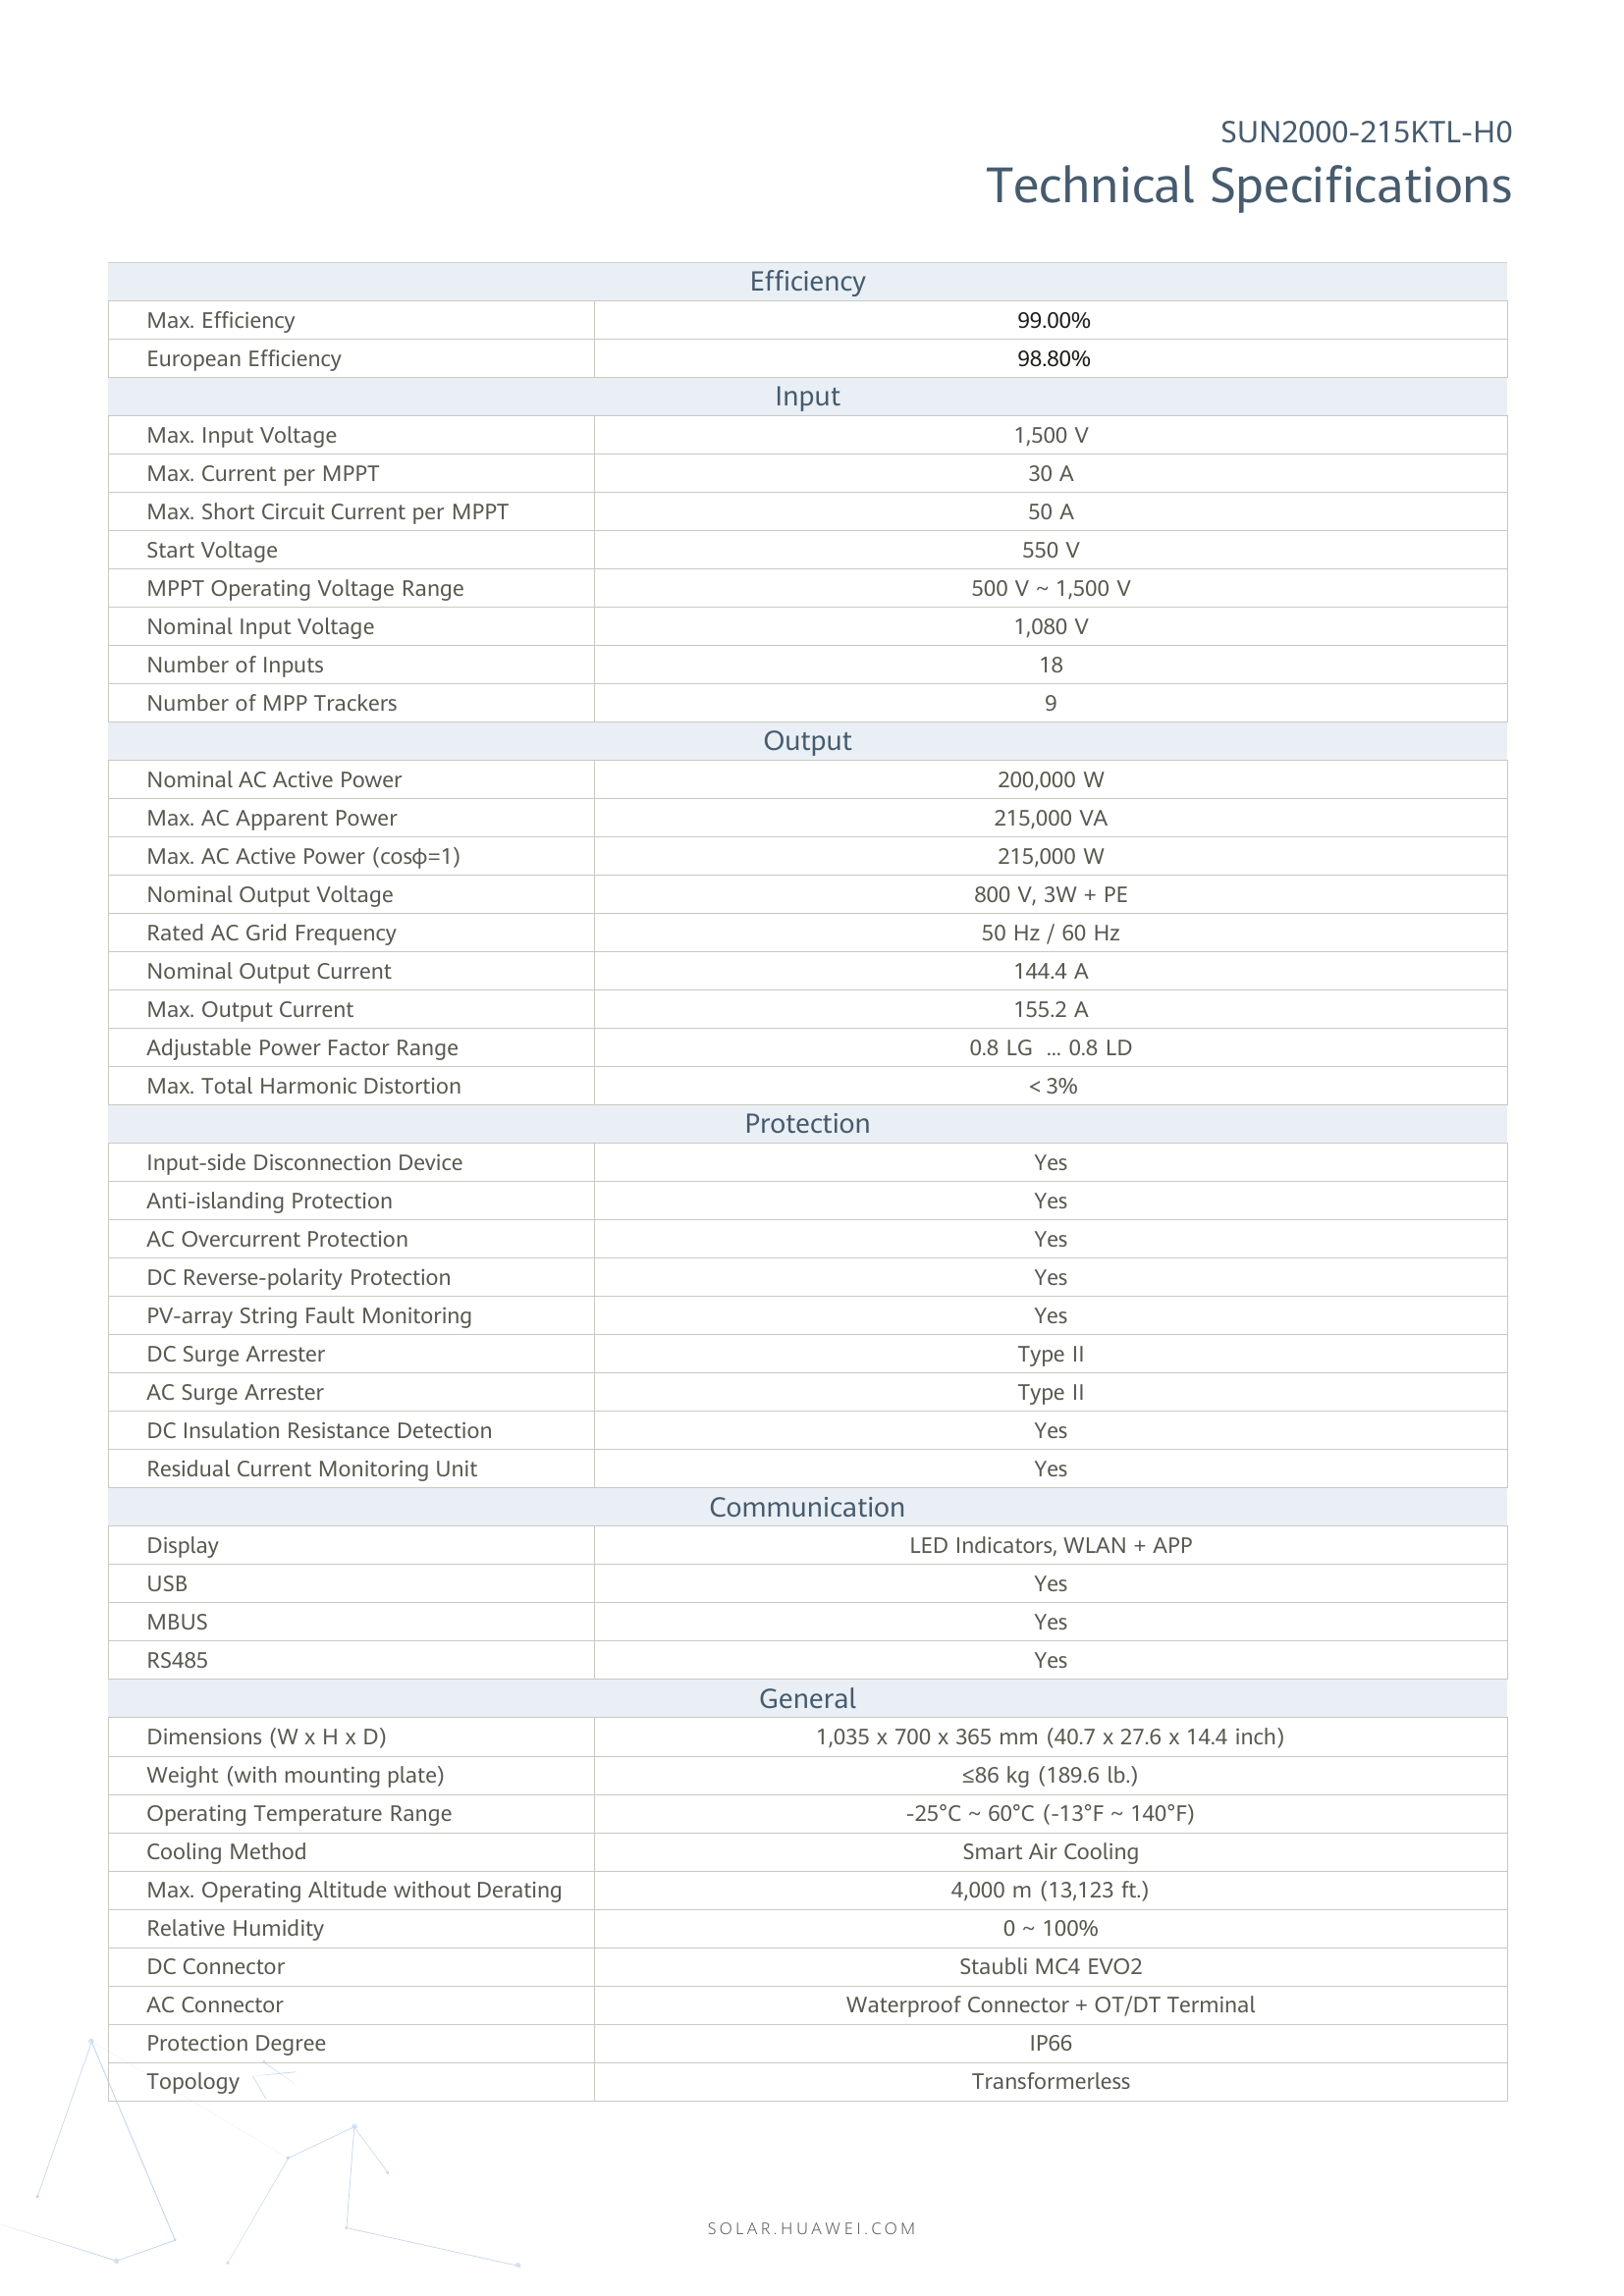 SUN2000-215KTL-H0
Technical Specifications
Efficiency
Max. Efficiency 99.00%
European Efficiency 98.80%
Input
Max. Input Voltage 1,500 V
Max. Current per MPPT 30 A
Max. Short Circuit Current per MPPT 50 A
Start Voltage 550 V
MPPT Operating Voltage Range 500 V ~ 1,500 V
Nominal Input Voltage 1,080 V
Number of Inputs 18
Number of MPP Trackers 9
Output
Nominal AC Active Power 200,000 W
Max. AC Apparent Power 215,000 VA
Max. AC Active Power (cosφ=1) 215,000 W
Nominal Output Voltage 800 V, 3W + PE
Rated AC Grid Frequency 50 Hz / 60 Hz
Nominal Output Current 144.4 A
Max. Output Current 155.2 A
Adjustable Power Factor Range 0.8 LG ... 0.8 LD
Max. Total Harmonic Distortion < 3%
Protection
Input-side Disconnection Device Yes
Anti-islanding Protection Yes
AC Overcurrent Protection Yes
DC Reverse-polarity Protection Yes
PV-array String Fault Monitoring Yes
DC Surge Arrester Type II
AC Surge Arrester Type II
DC Insulation Resistance Detection Yes
Residual Current Monitoring Unit Yes
Communication
Display LED Indicators, WLAN + APP
USB Yes
MBUS Yes
RS485 Yes
General
Dimensions (W x H x D) 1,035 x 700 x 365 mm (40.7 x 27.6 x 14.4 inch)
Weight (with mounting plate) ≤86 kg (189.6 lb.)
Operating Temperature Range -25°C ~ 60°C (-13°F ~ 140°F)
Cooling Method Smart Air Cooling
Max. Operating Altitude without Derating 4,000 m (13,123 ft.)
Relative Humidity 0 ~ 100%
DC Connector Staubli MC4 EVO2
AC Connector Waterproof Connector + OT/DT Terminal
Protection Degree IP66
Topology Transformerless
SOLAR.HUAWEI.COM